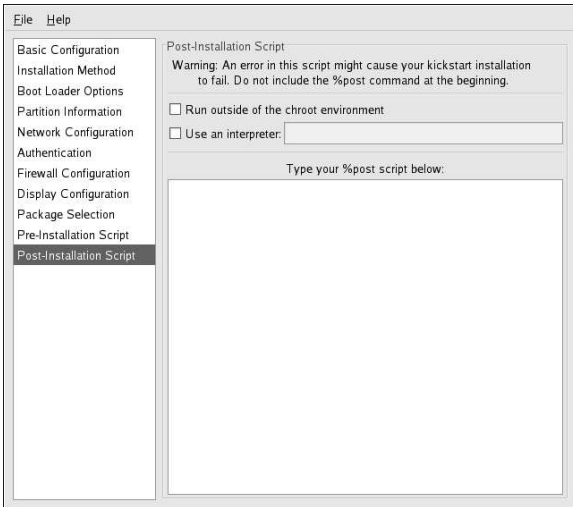 File Help
Basic Configuration
Installation Method
Boot Loader Options
Partition Information
Network Configuration
Authentication
Firewall Configuration
Display Configuration
Package Selection
Pre-Installation Script
Post-Installation Script
Post-Installation Script
Warning: An error in this script might cause your kickstart installation
to fail. Do not include the %post command at the beginning.
Run outside of the chroot environment
Use an interpreter:
Type your %post script below: